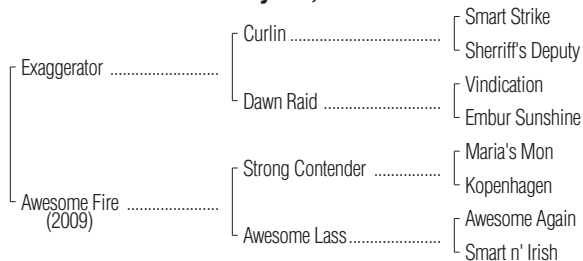 Smart Strike
Curlin
Sherriff's Deputy
Exaggerator
Vindication
Dawn Raid
Embur Sunshine
Maria's Mon
Strong Contender
Kopenhagen
Awesome Fire
(2009)
Awesome Again
Awesome Lass
Smart n' Irish